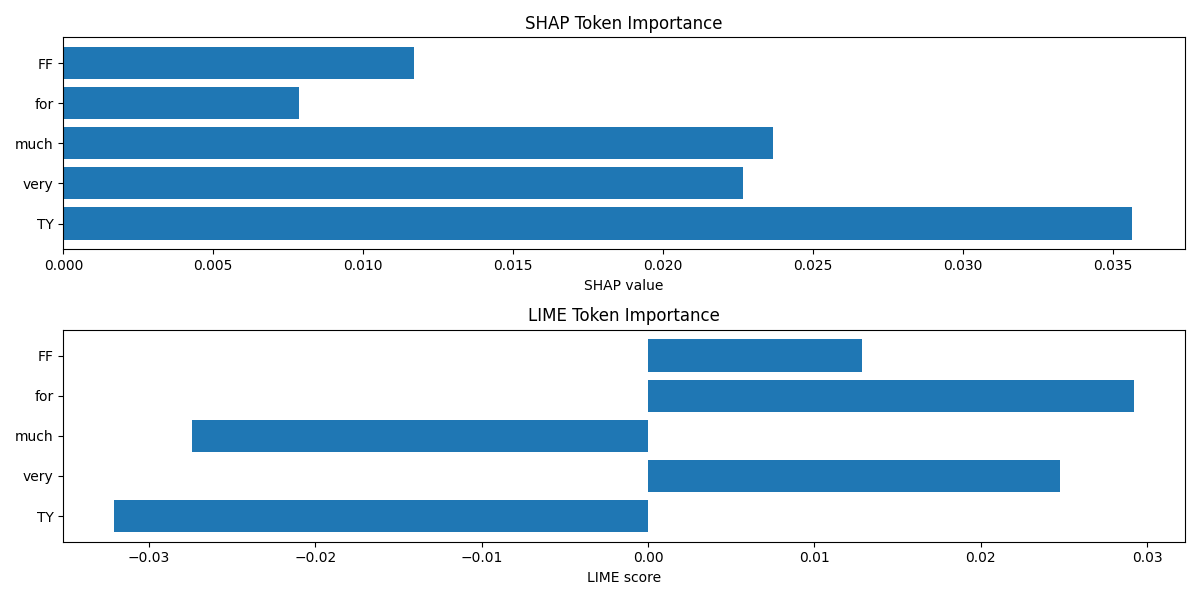 SHAP Token Importance
FF
for
much
very
TY
0.000 0.005 0.010 0.015 0.020 0.025 0.030 0.035
SHAP value
LIME Token Importance
FF
for
much
very
TY
−0.03 −0.02 −0.01 0.00 0.01 0.02 0.03
LIME score